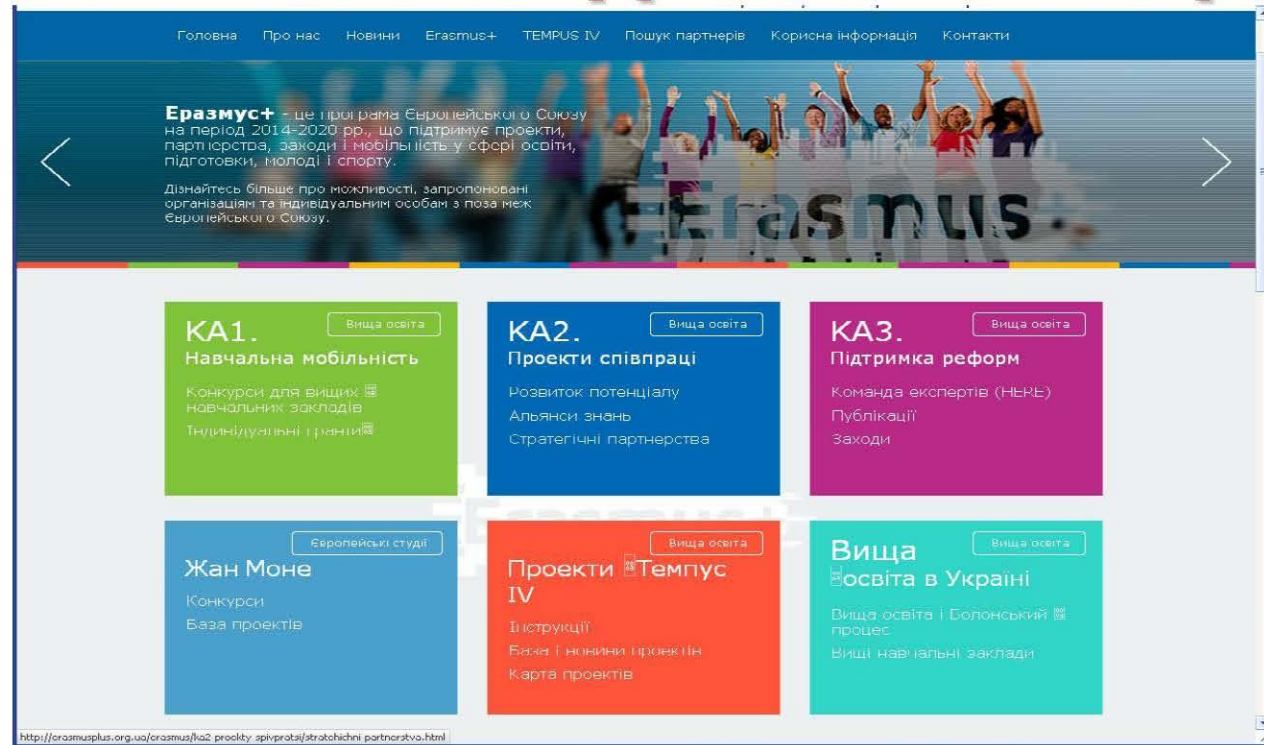 Головна Про нас Новини Erasmus+ TEMPUS IV Пошук партнерів Корисна інформація Контакти
Еразмус+ - це програма Європейського Союзу
на період 2014-2020 рр., що підтримує проекти,
партнерства, заходи і мобільність у сфері освіти,
підготовки, молоді і спорту.
Дізнайтесь більше про можливості, запропоновані
організаціям та індивідуальним особам з поза меж
Європейського Союзу.
Erasmus+
КА1.
Вища освіта
Навчальна мобільність
Конкурси для вищих
навчальних закладів
Індивідуальні гранти
КА2.
Вища освіта
Проекти співпраці
Розвиток потенціалу
Альянси знань
Стратегічні партнерства
КА3.
Вища освіта
Підтримка реформ
Команда експертів (HERE)
Публікації
Заходи
Erasmus+
Європейські студії
Жан Моне
Конкурси
База проектів
Вища освіта
Проекти Темпус
IV
Інструкції
База і новини проектів
Карта проектів
Вища
Вища освіта
освіта в Україні
Вища освіта і Болонський
процес
Вищі навчальні заклади
http://erasmusplus.org.ua/erasmus/ka2-proekty-spivpratsi/stratehichni-partnerstva.html